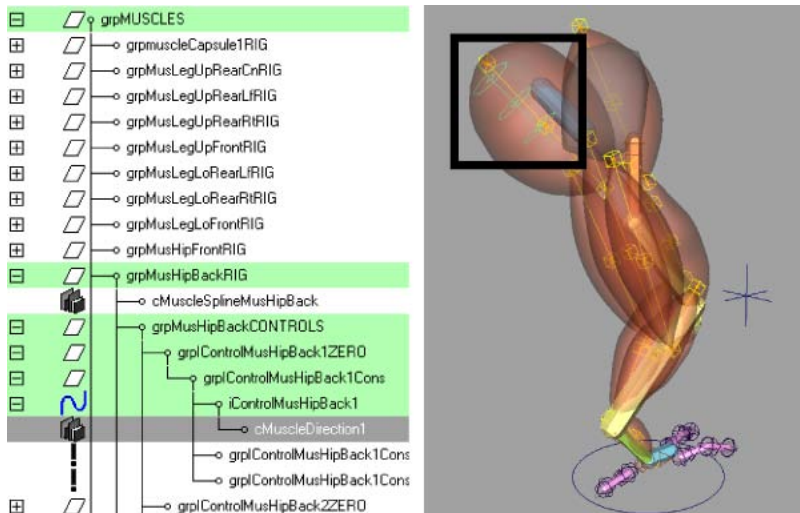 grpMUSCLES
grpmuscleCapsule1RIG
grpMusLegUpRearCnRIG
grpMusLegUpRearLfRIG
grpMusLegUpRearRtRIG
grpMusLegUpFrontRIG
grpMusLegLoRearLfRIG
grpMusLegLoRearRtRIG
grpMusLegLoFrontRIG
grpMusHipFrontRIG
grpMusHipBackRIG
cMuscleSplineMusHipBack
grpMusHipBackCONTROLS
grpIControlMusHipBack1ZERO
grpIControlMusHipBack1Cons
iControlMusHipBack1
cMuscleDirection1
grpIControlMusHipBack1Cons
grpIControlMusHipBack1Cons
grpIControlMusHipBack2ZERO